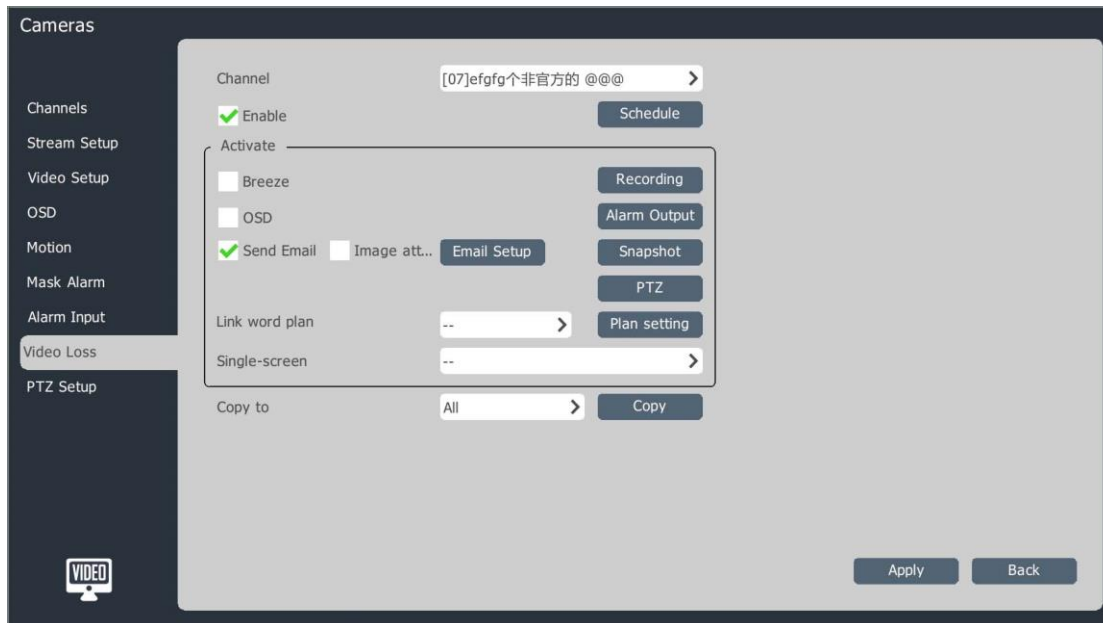 Cameras
Channels
Stream Setup
Video Setup
OSD
Motion
Mask Alarm
Alarm Input
Video Loss
PTZ Setup
VIDEO
Channel [07]efgfg个非官方的 @@@
Enable Schedule
Activate
Breeze Recording
OSD Alarm Output
Send Email Image att... Email Setup Snapshot
PTZ
Link word plan -- Plan setting
Single-screen --
Copy to All Copy
Apply Back